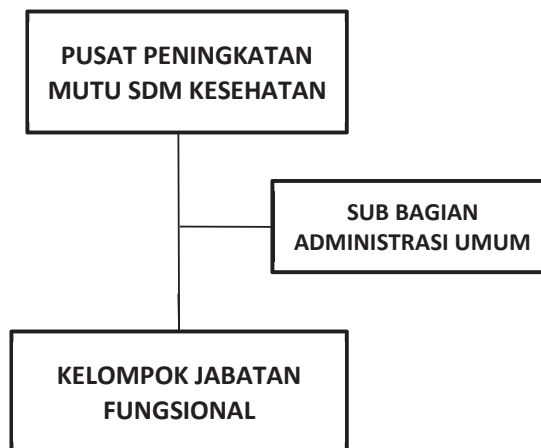 PUSAT PENINGKATAN
MUTU SDM KESEHATAN
SUB BAGIAN
ADMINISTRASI UMUM
KELOMPOK JABATAN
FUNGSIONAL